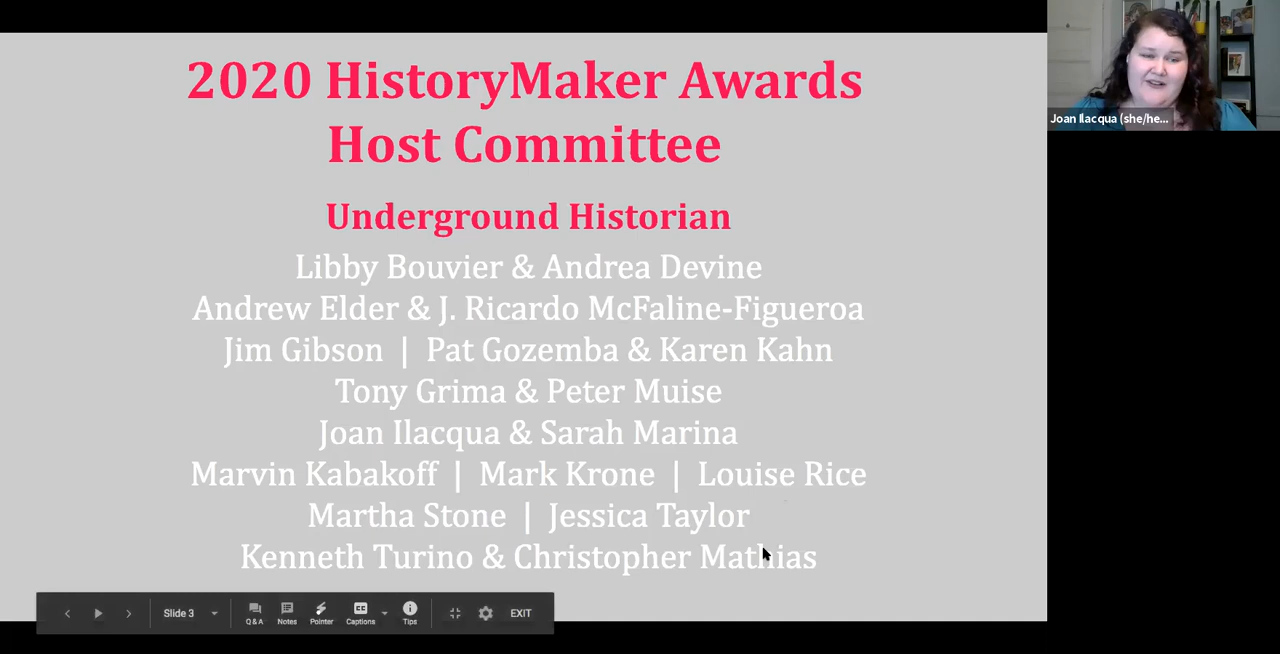 2020 HistoryMaker Awards
Host Committee
Underground Historian
Libby Bouvier & Andrea Devine
Andrew Elder & J. Ricardo McFaline-Figueroa
Jim Gibson | Pat Gozemba & Karen Kahn
Tony Grima & Peter Muise
Joan Ilacqua & Sarah Marina
Marvin Kabakoff | Mark Krone | Louise Rice
Martha Stone | Jessica Taylor
Kenneth Turino & Christopher Mathias
Joan Ilacqua (she/he...
Slide 3
Q & A
Notes
Pointer
CC
Captions
Tips
EXIT